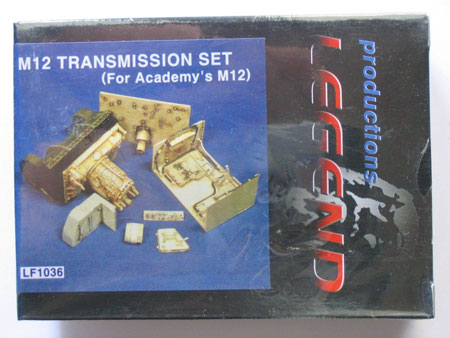 M12 TRANSMISSION SET
(For Academy's M12)
LF1036
productions
LEGEND